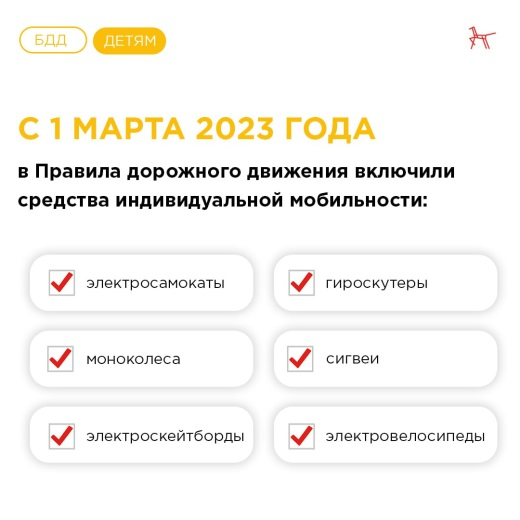 БДД ДЕТЯМ
С 1 МАРТА 2023 ГОДА
в Правила дорожного движения включили
средства индивидуальной мобильности:
электросамокаты
гироскутеры
моноколеса
сигвеи
электроскейтборды
электровелосипеды